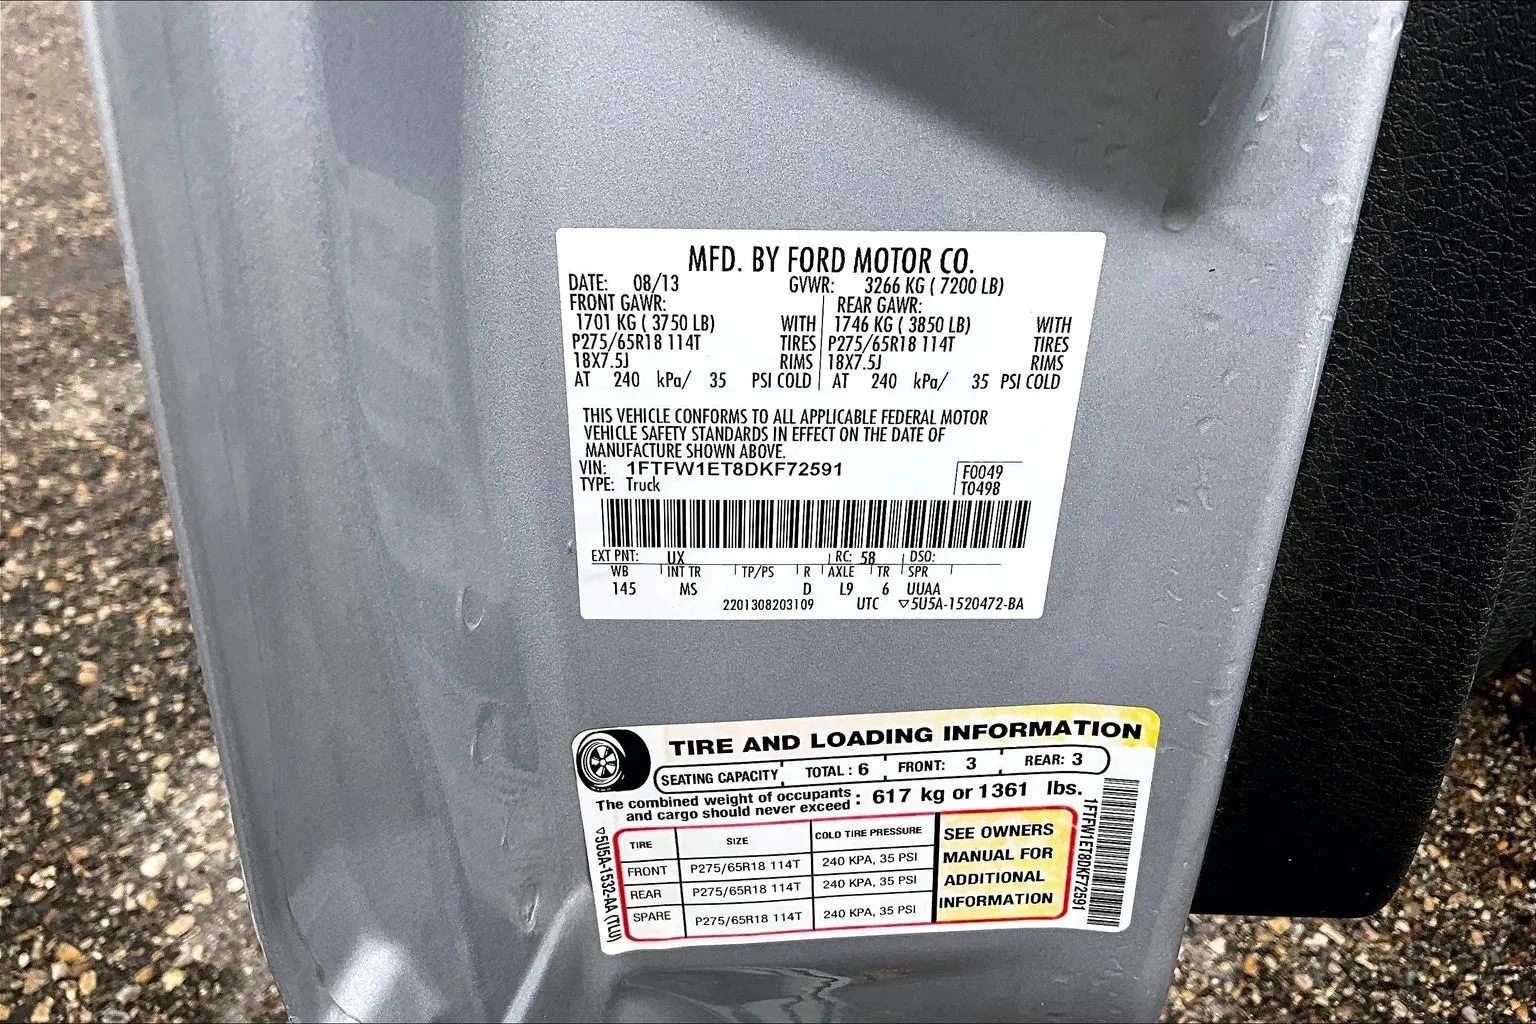 MFD. BY FORD MOTOR CO.
DATE: 08/13 GVWR: 3266 KG ( 7200 LB)
FRONT GAWR: REAR GAWR:
1701 KG ( 3750 LB) WITH 1746 KG ( 3850 LB) WITH
P275/65R18 114T TIRES P275/65R18 114T TIRES
18X7.5J RIMS 18X7.5J RIMS
AT 240 kPa/ 35 PSI COLD AT 240 kPa/ 35 PSI COLD
THIS VEHICLE CONFORMS TO ALL APPLICABLE FEDERAL MOTOR
VEHICLE SAFETY STANDARDS IN EFFECT ON THE DATE OF
MANUFACTURE SHOWN ABOVE.
VIN: 1FTFW1ET8DKF72591 F0049
TYPE: Truck T0498
EXT PNT: UX RC: 58 DSO:
WB INT TR TP/PS R AXLE TR SPR
145 MS D L9 6 UUAA
2201308203109 UTC ▽5U5A-1520472-BA
TIRE AND LOADING INFORMATION
SEATING CAPACITY TOTAL : 6 FRONT: 3 REAR: 3
The combined weight of occupants
and cargo should never exceed : 617 kg or 1361 lbs.
TIRE SIZE COLD TIRE PRESSURE
FRONT P275/65R18 114T 240 KPA, 35 PSI
REAR P275/65R18 114T 240 KPA, 35 PSI
SPARE P275/65R18 114T 240 KPA, 35 PSI
SEE OWNERS
MANUAL FOR
ADDITIONAL
INFORMATION
▽5U5A-1532-AA (TLU)
1FTFW1ET8DKF72591